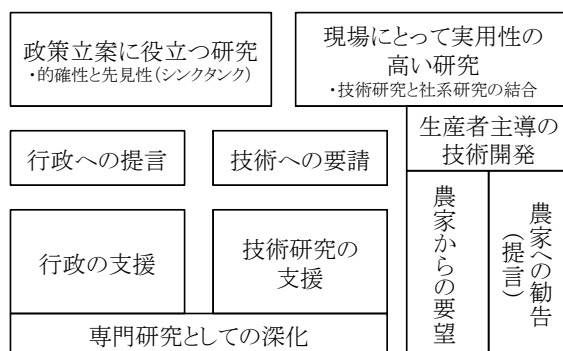 政策立案に役立つ研究
・的確性と先見性(シンクタンク)
現場にとって実用性の
高い研究
・技術研究と社系研究の結合
行政への提言
技術への要請
生産者主導の
技術開発
行政の支援
技術研究の
支援
農家からの要望
農家への勧告
(提言)
専門研究としての深化